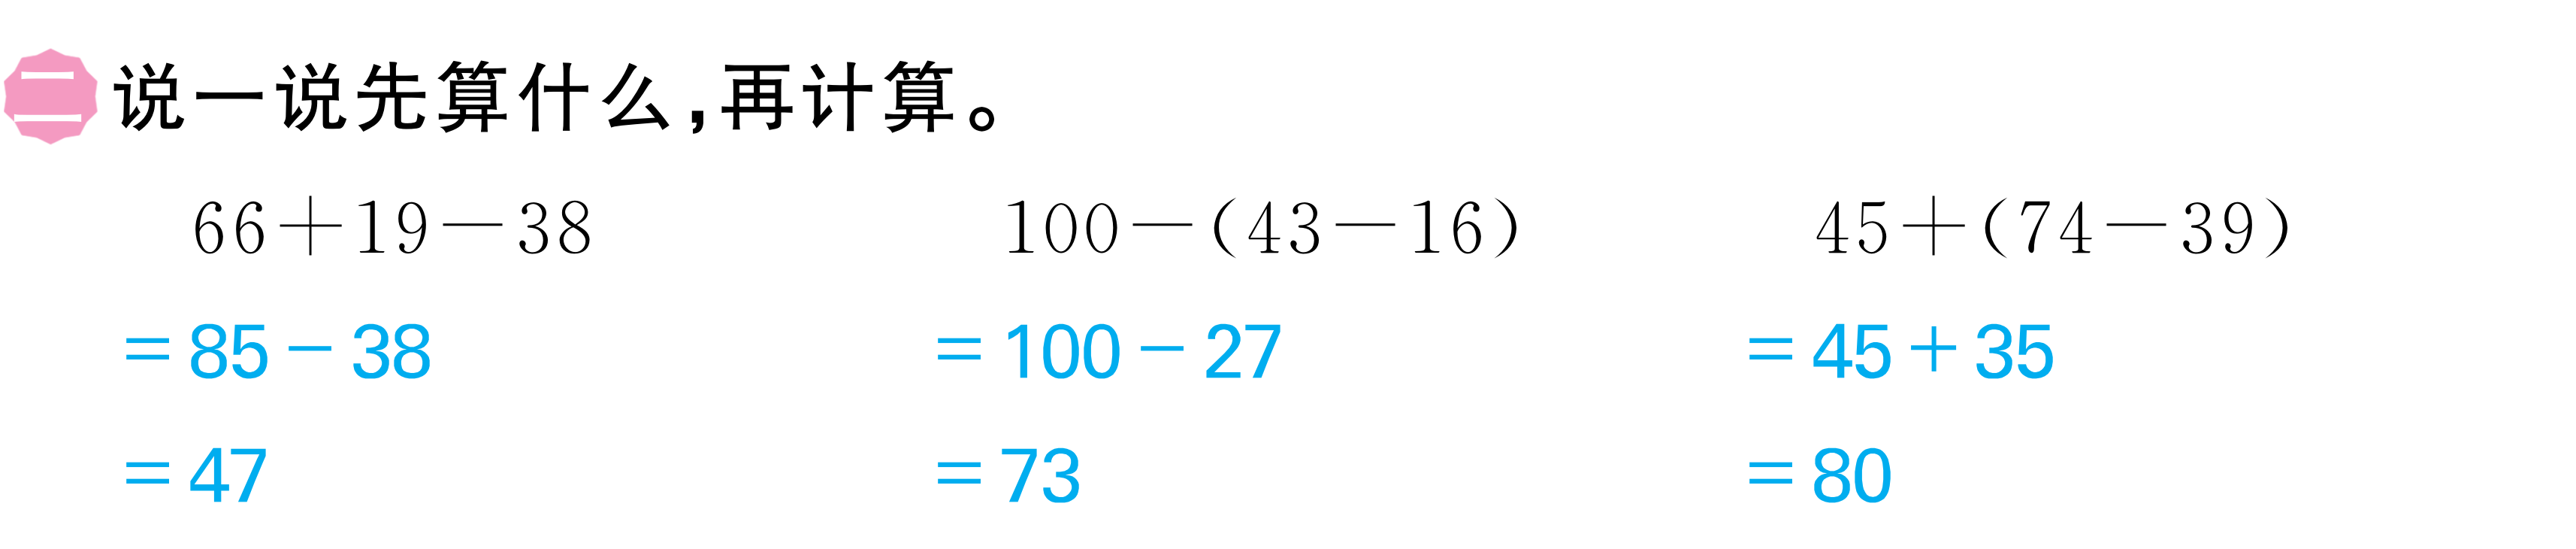 二 说一说先算什么,再计算。
66+19-38 100-(43-16) 45+(74-39)
=85-38 =100-27 =45+35
=47 =73 =80